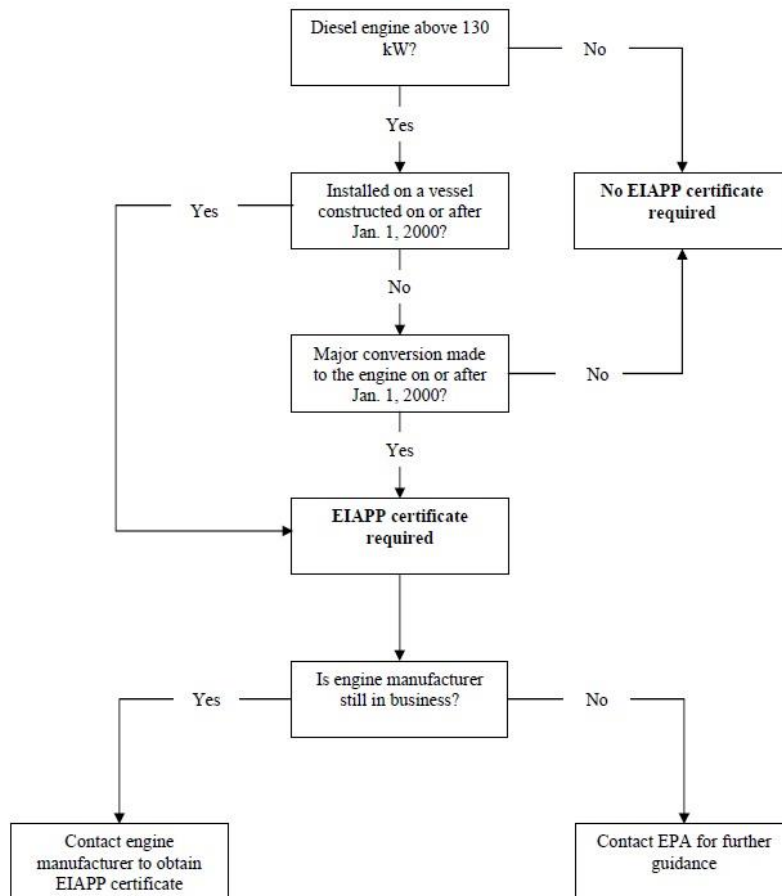 Diesel engine above 130
kW?
No
Yes
Installed on a vessel
constructed on or after
Jan. 1, 2000?
Yes
No EIAPP certificate
required
No
Major conversion made
to the engine on or after
Jan. 1, 2000?
No
Yes
EIAPP certificate
required
Is engine manufacturer
still in business?
Yes
No
Contact engine
manufacturer to obtain
EIAPP certificate
Contact EPA for further
guidance